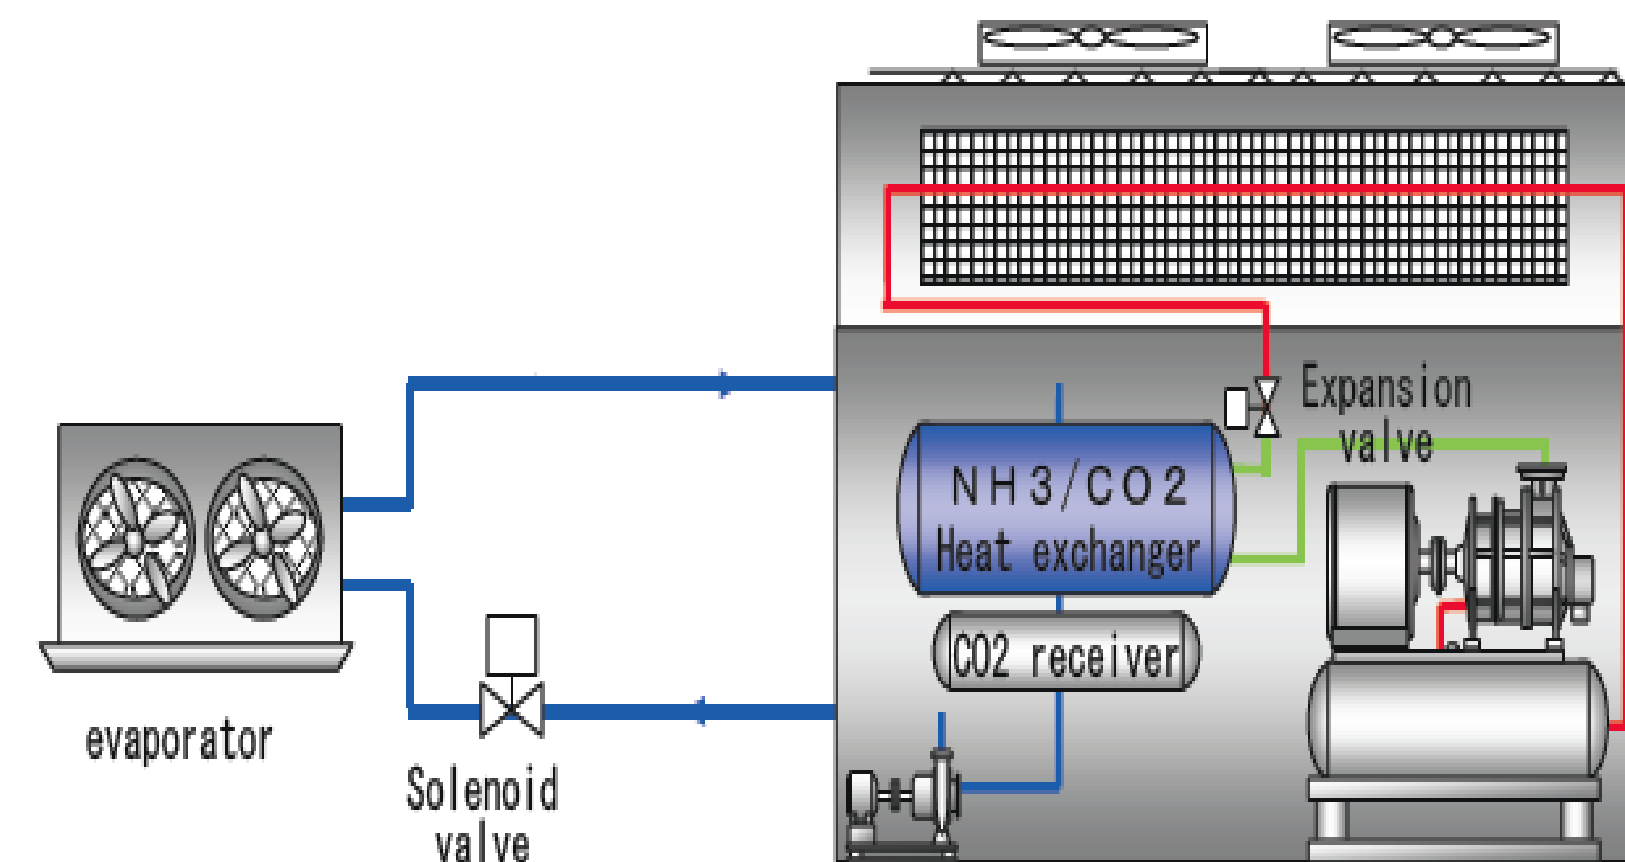 Expansion
valve
NH3/CO2
Heat exchanger
CO2 receiver
evaporator
Solenoid
valve